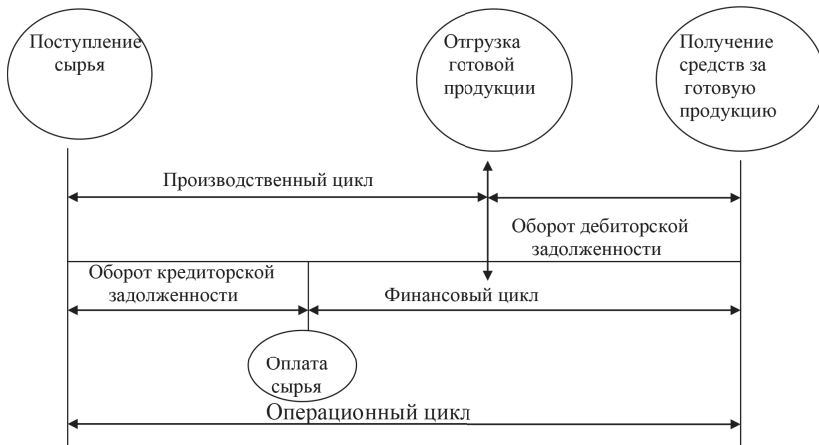 Поступление
сырья
Отгрузка
готовой
продукции
Получение
средств за
готовую
продукцию
Производственный цикл
Оборот дебиторской
задолженности
Оборот кредиторской
задолженности
Финансовый цикл
Оплата
сырья
Операционный цикл